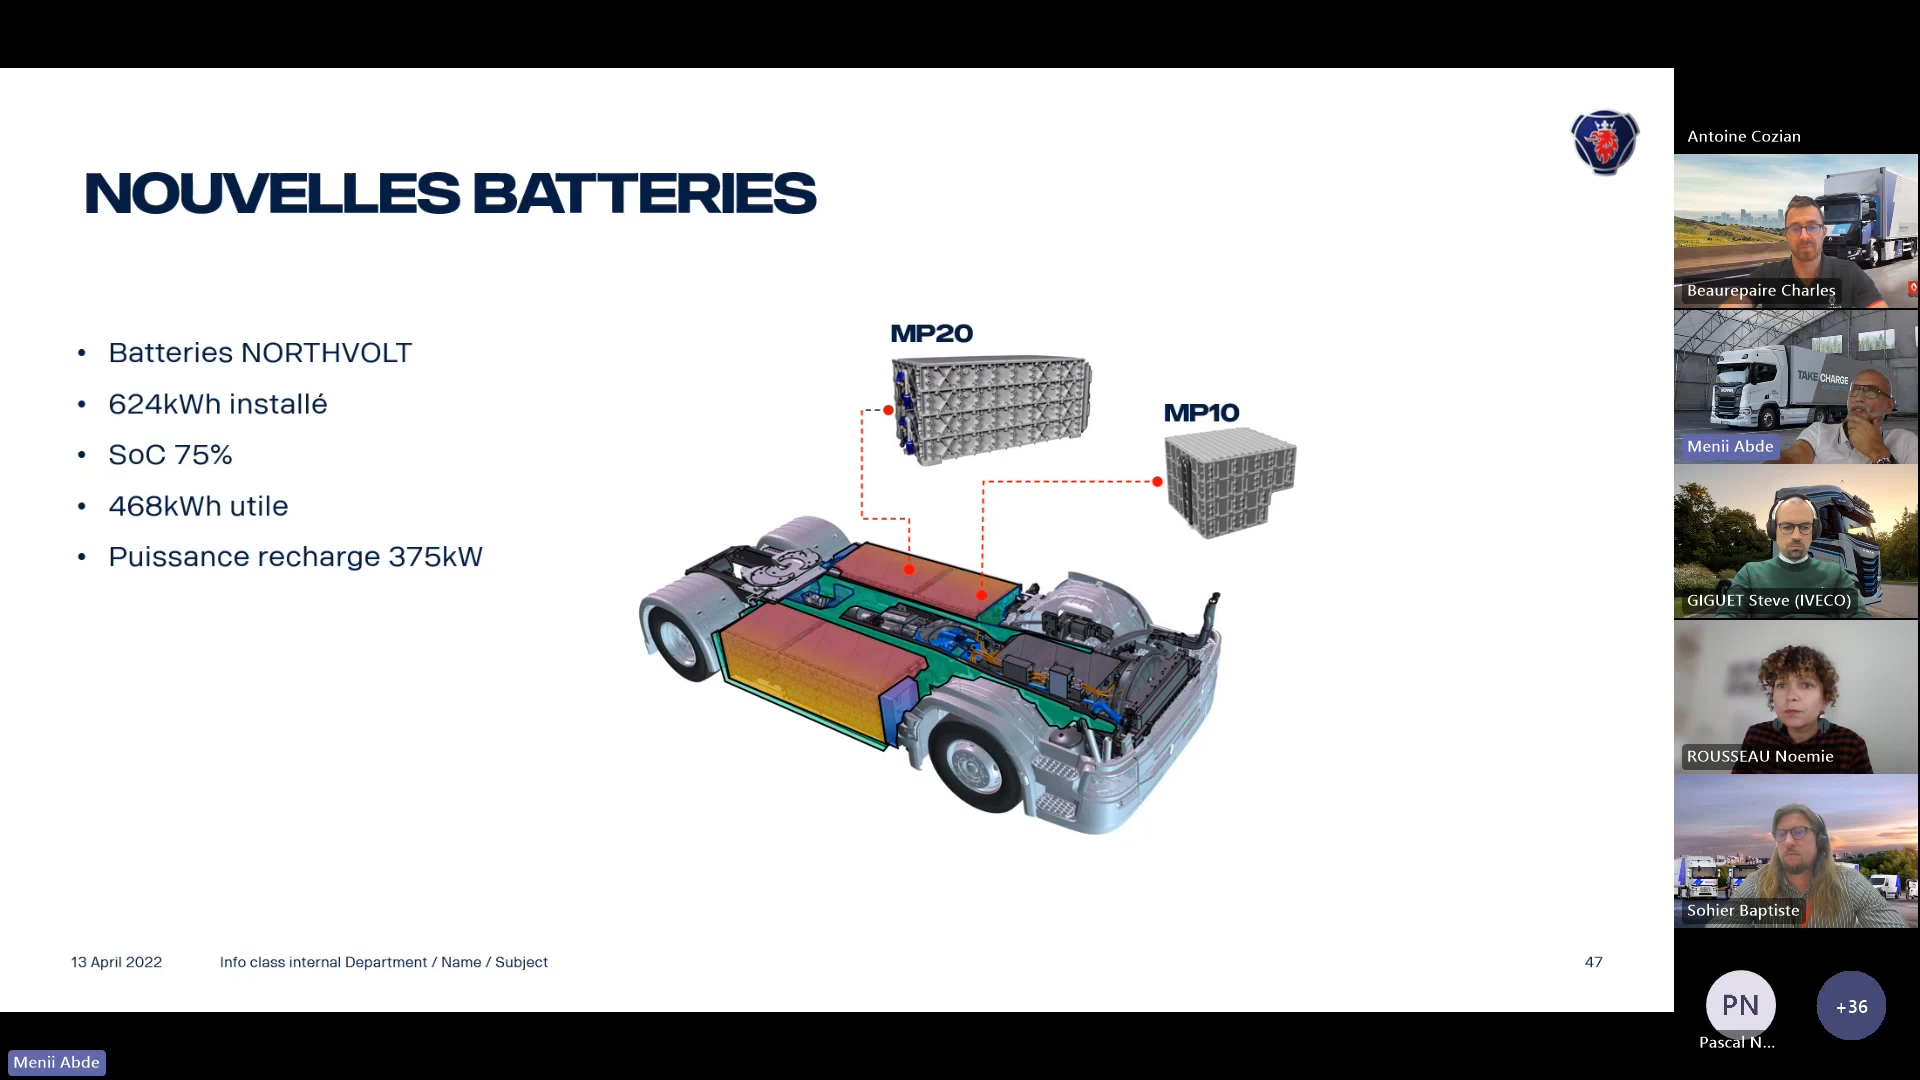 NOUVELLES BATTERIES
• Batteries NORTHVOLT
• 624kWh installé
• SoC 75%
• 468kWh utile
• Puissance recharge 375kW
MP20
MP10
13 April 2022
Info class internal Department / Name / Subject
47
Antoine Cozian
Beaurepaire Charles
TAKE CHARGE
Menii Abde
GIGUET Steve (IVECO)
ROUSSEAU Noemie
Sohier Baptiste
PN
+36
Pascal N...
Menii Abde